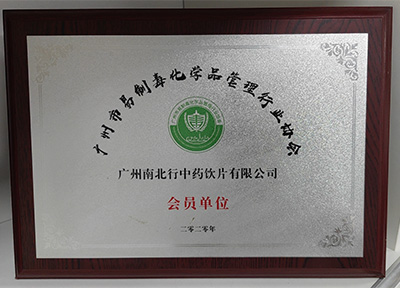 广州市易制毒化学品管理行业协会
广州南北行中药饮片有限公司
会员单位
二零二零年